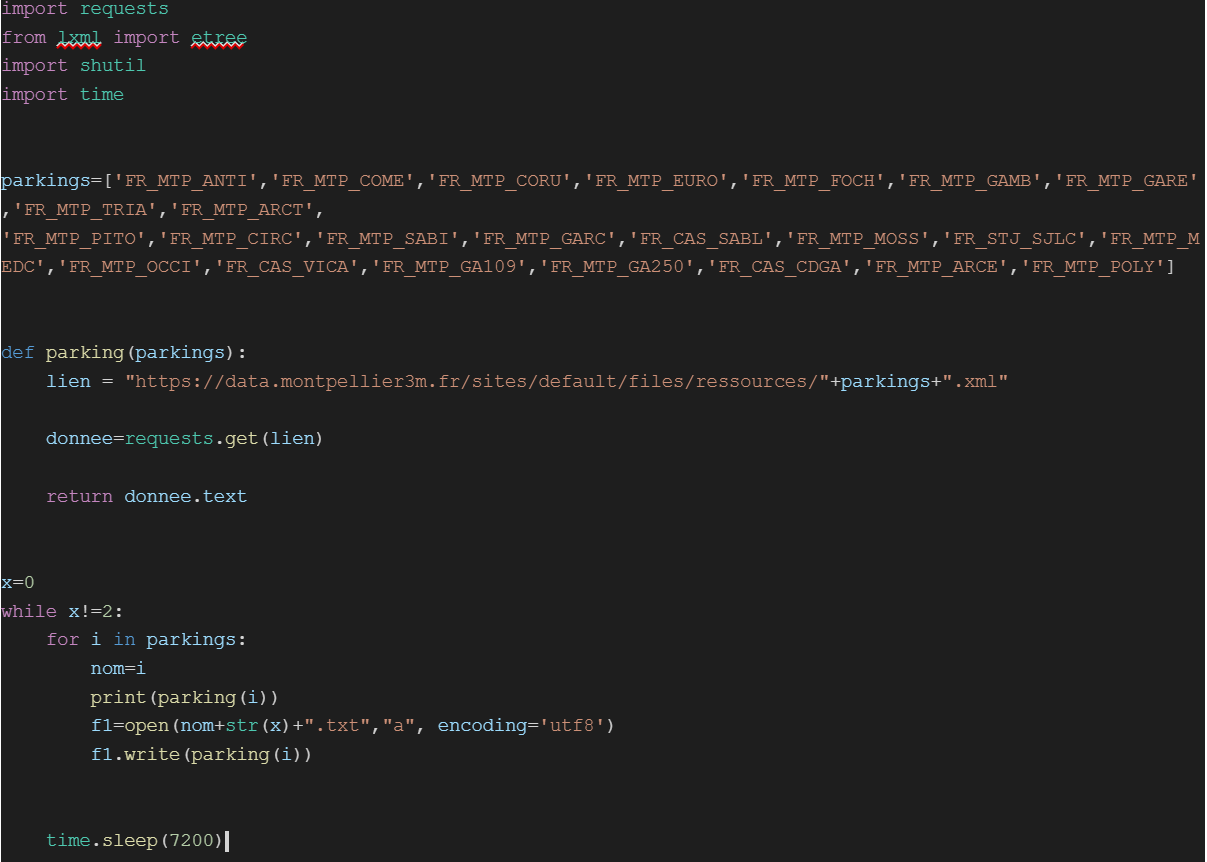 import requests
from lxml import etree
import shutil
import time
parkings=['FR_MTP_ANTI','FR_MTP_COME','FR_MTP_CORU','FR_MTP_EURO','FR_MTP_FOCH','FR_MTP_GAMB','FR_MTP_GARE'
,'FR_MTP_TRIA','FR_MTP_ARCT',
'FR_MTP_PITO','FR_MTP_CIRC','FR_MTP_SABI','FR_MTP_GARC','FR_CAS_SABL','FR_MTP_MOSS','FR_STJ_SJLC','FR_MTP_M
EDC','FR_MTP_OCCI','FR_CAS_VICA','FR_MTP_GA109','FR_MTP_GA250','FR_CAS_CDGA','FR_MTP_ARCE','FR_MTP_POLY']
def parking(parkings):
    lien = "https://data.montpellier3m.fr/sites/default/files/ressources/"+parkings+".xml"
    donnee=requests.get(lien)
    return donnee.text
x=0
while x!=2:
    for i in parkings:
        nom=i
        print(parking(i))
        f1=open(nom+str(x)+".txt","a", encoding='utf8')
        f1.write(parking(i))
    time.sleep(7200)